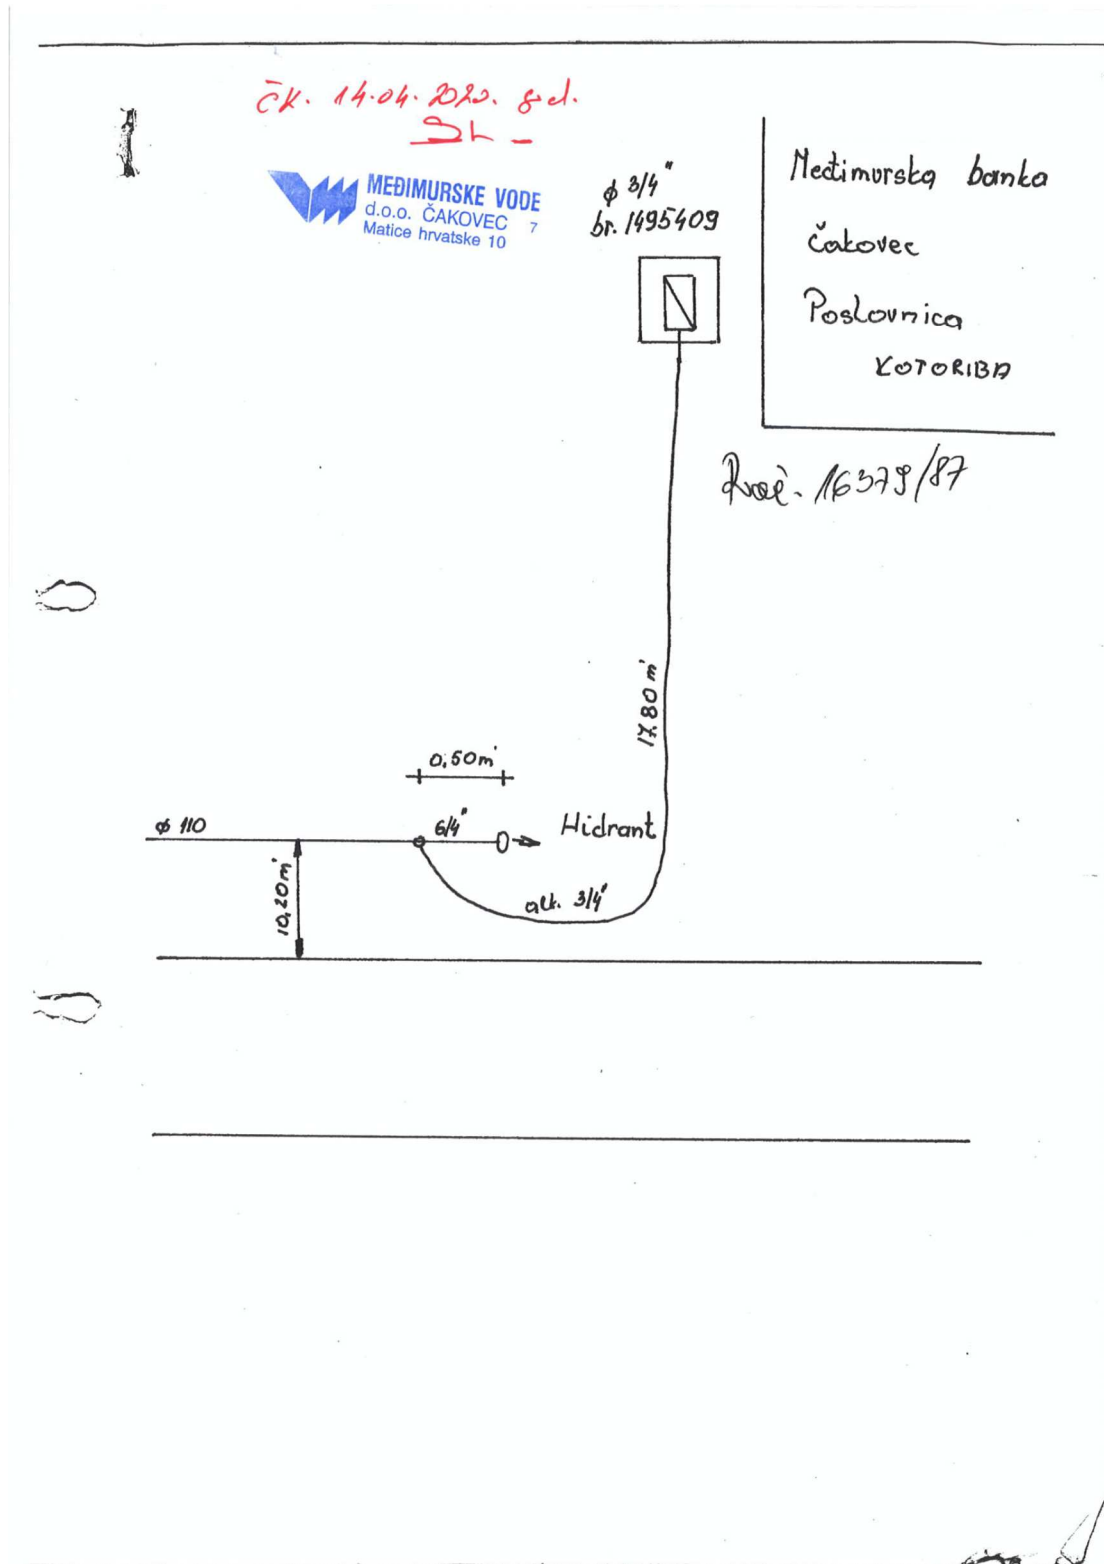 čk. 14.04.2020. god.
MEĐIMURSKE VODE
d.o.o. ČAKOVEC 7
Matice hrvatske 10
ϕ 3/4"
br. 1495409
Međimurska banka
Čakovec
Poslovnica
KOTORIBA
16379/87
17.80 m'
0,50 m'
ϕ 110
6/4"
Hidrant
10,20 m'
alk. 3/4"